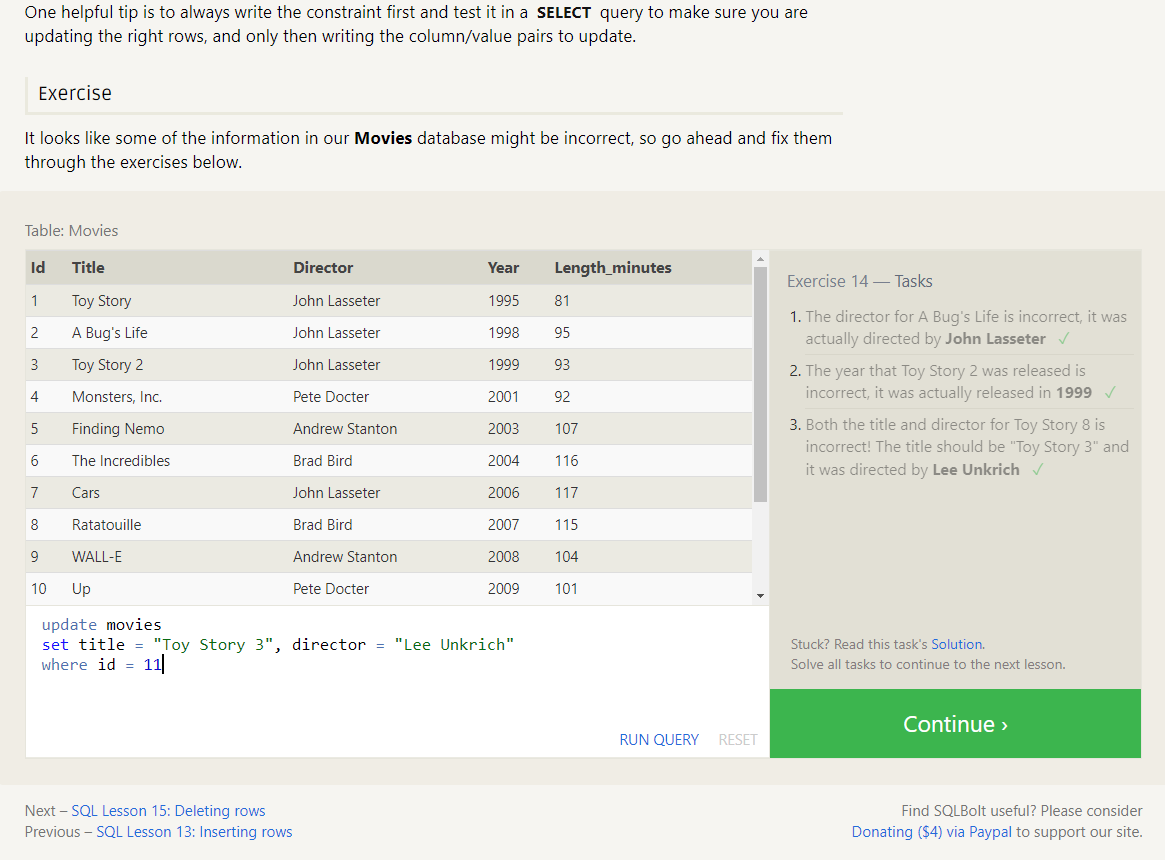 One helpful tip is to always write the constraint first and test it in a SELECT query to make sure you are
updating the right rows, and only then writing the column/value pairs to update.
Exercise
It looks like some of the information in our Movies database might be incorrect, so go ahead and fix them
through the exercises below.
Table: Movies
Id Title Director Year Length_minutes
1 Toy Story John Lasseter 1995 81
2 A Bug's Life John Lasseter 1998 95
3 Toy Story 2 John Lasseter 1999 93
4 Monsters, Inc. Pete Docter 2001 92
5 Finding Nemo Andrew Stanton 2003 107
6 The Incredibles Brad Bird 2004 116
7 Cars John Lasseter 2006 117
8 Ratatouille Brad Bird 2007 115
9 WALL-E Andrew Stanton 2008 104
10 Up Pete Docter 2009 101
update movies
set title = "Toy Story 3", director = "Lee Unkrich"
where id = 11
RUN QUERY RESET
Exercise 14 — Tasks
1. The director for A Bug's Life is incorrect, it was
actually directed by John Lasseter ✓
2. The year that Toy Story 2 was released is
incorrect, it was actually released in 1999 ✓
3. Both the title and director for Toy Story 8 is
incorrect! The title should be "Toy Story 3" and
it was directed by Lee Unkrich ✓
Stuck? Read this task's Solution.
Solve all tasks to continue to the next lesson.
Continue ›
Next – SQL Lesson 15: Deleting rows
Previous – SQL Lesson 13: Inserting rows
Find SQLBolt useful? Please consider
Donating ($4) via Paypal to support our site.